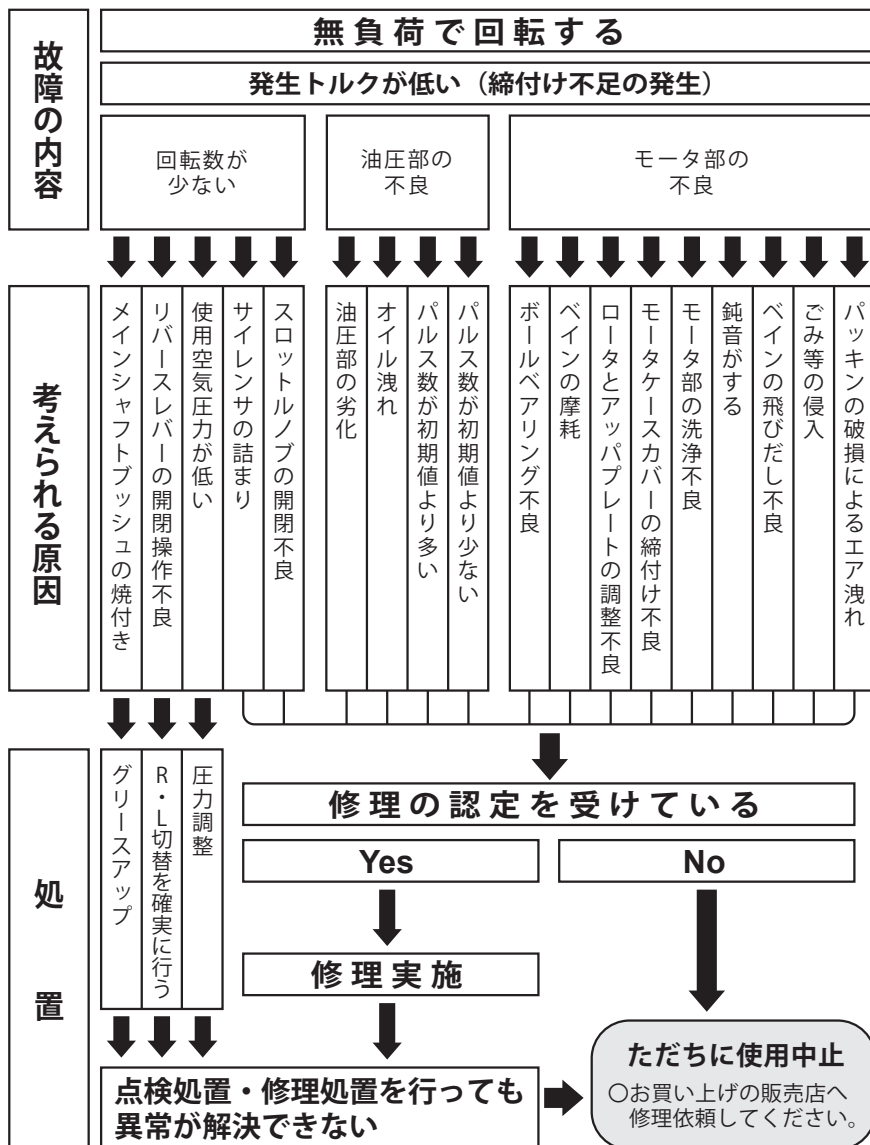 故障の内容
無負荷で回転する
発生トルクが低い（締付け不足の発生）
回転数が
少ない
油圧部の
不良
モータ部の
不良
考えられる原因
メインシャフトブッシュの焼付き
リバースレバーの開閉操作不良
使用空気圧力が低い
サイレンサの詰まり
スロットルノブの開閉不良
油圧部の劣化
オイル洩れ
パルス数が初期値より多い
パルス数が初期値より少ない
ボールベアリング不良
ベインの摩耗
ロータとアッパプレートの調整不良
モータケースカバーの締付け不良
モータ部の洗浄不良
鈍音がする
ベインの飛びだし不良
ごみ等の侵入
パッキンの破損によるエア洩れ
処置
グリースアップ
R・L切替を確実に行う
圧力調整
修理の認定を受けている
Yes
No
修理実施
点検処置・修理処置を行っても
異常が解決できない
ただちに使用中止
○お買い上げの販売店へ
修理依頼してください。